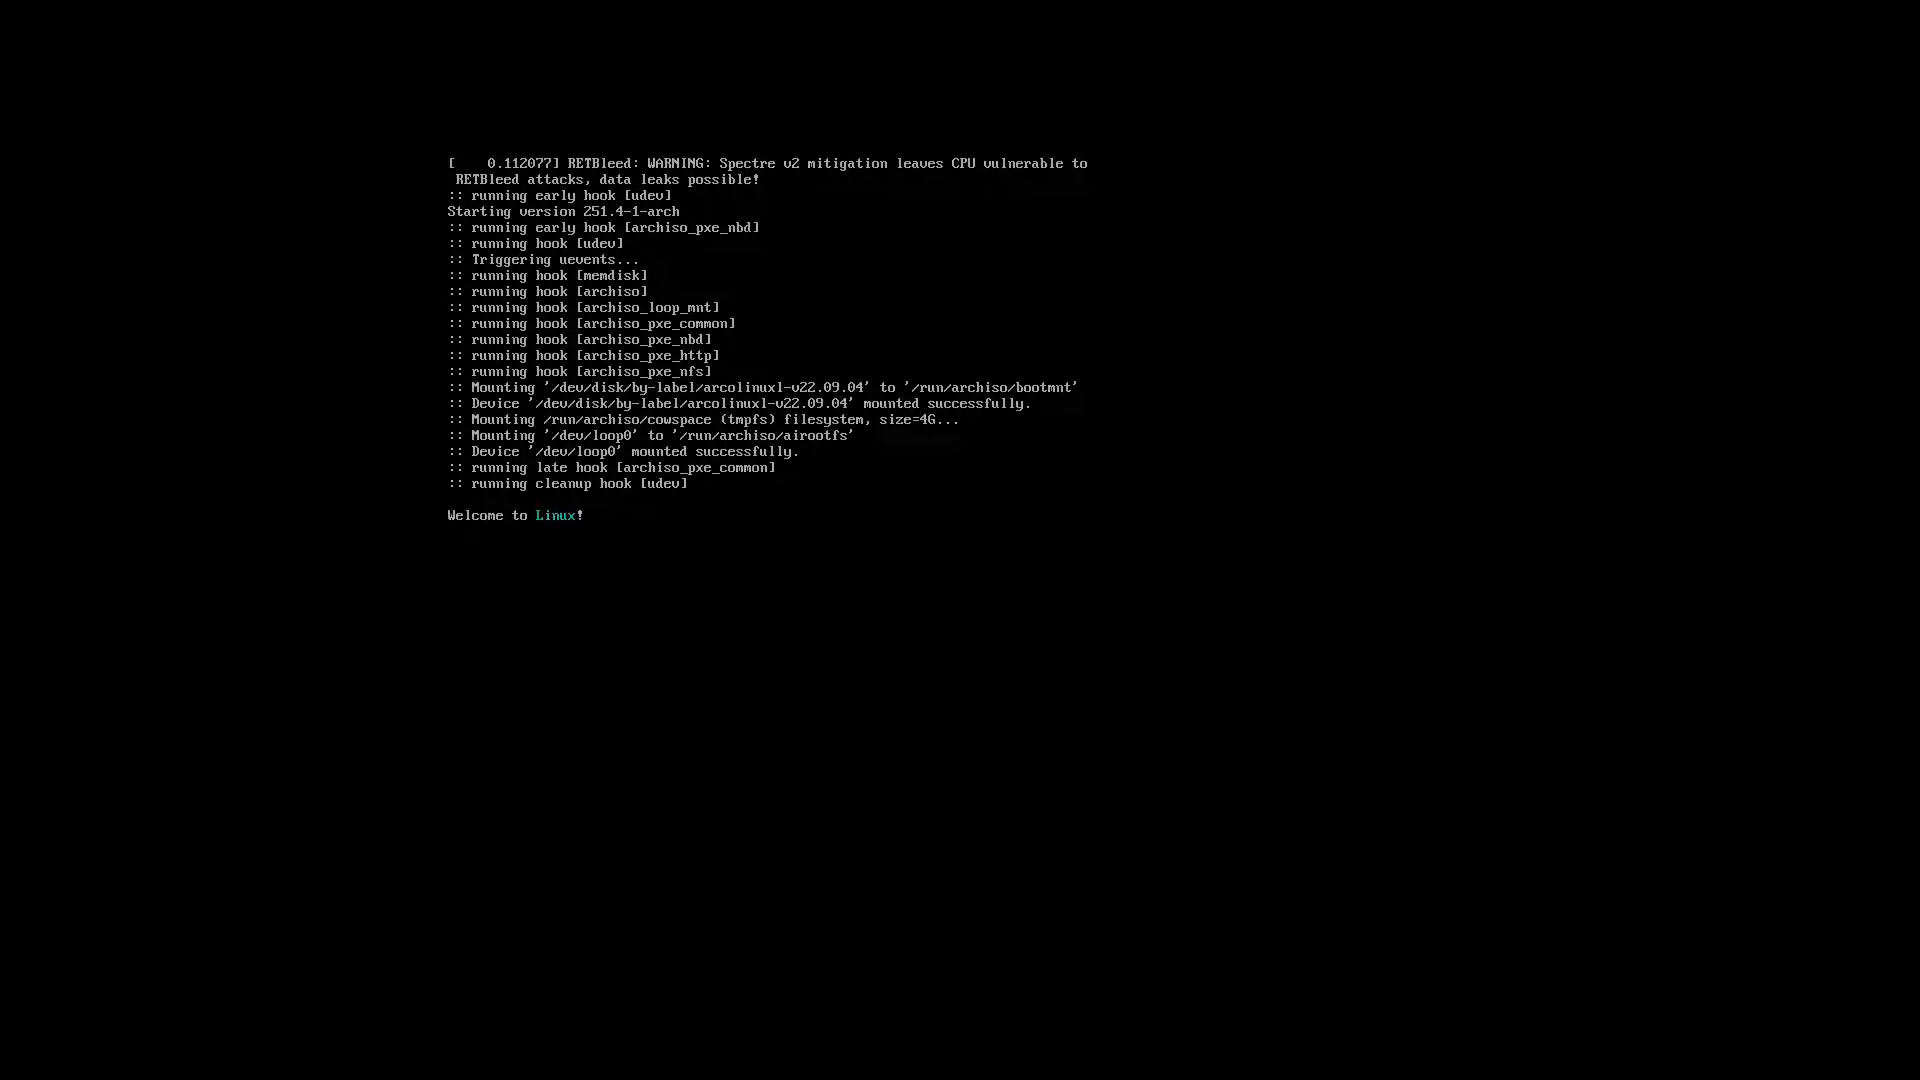 [    0.112077] RETBleed: WARNING: Spectre v2 mitigation leaves CPU vulnerable to
 RETBleed attacks, data leaks possible!
:: running early hook [udev]
Starting version 251.4-1-arch
:: running early hook [archiso_pxe_nbd]
:: running hook [udev]
:: Triggering uevents...
:: running hook [memdisk]
:: running hook [archiso]
:: running hook [archiso_loop_mnt]
:: running hook [archiso_pxe_common]
:: running hook [archiso_pxe_nbd]
:: running hook [archiso_pxe_http]
:: running hook [archiso_pxe_nfs]
:: Mounting '/dev/disk/by-label/arcolinuxl-v22.09.04' to '/run/archiso/bootmnt'
:: Device '/dev/disk/by-label/arcolinuxl-v22.09.04' mounted successfully.
:: Mounting /run/archiso/cowspace (tmpfs) filesystem, size=4G...
:: Mounting '/dev/loop0' to '/run/archiso/airootfs'
:: Device '/dev/loop0' mounted successfully.
:: running late hook [archiso_pxe_common]
:: running cleanup hook [udev]

Welcome to Linux!